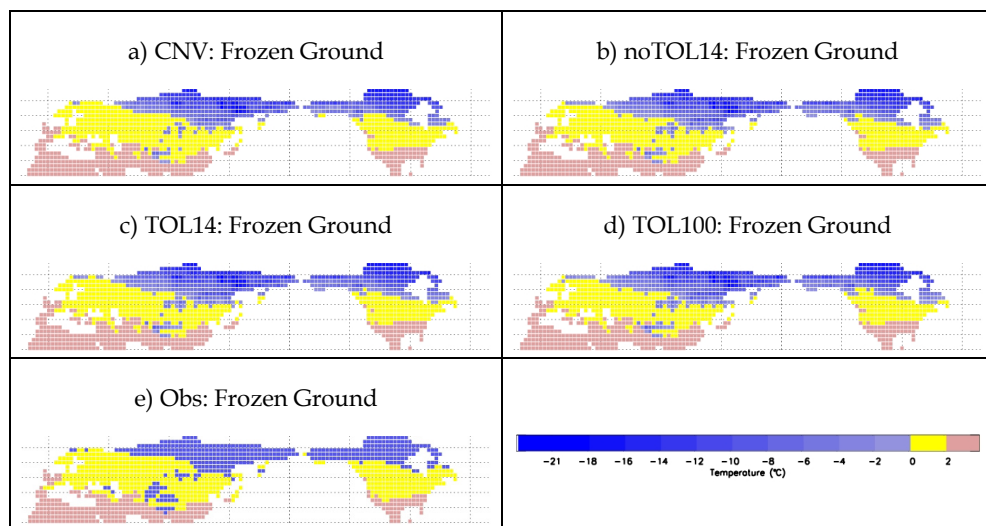 a) CNV: Frozen Ground
b) noTOL14: Frozen Ground
c) TOL14: Frozen Ground
d) TOL100: Frozen Ground
e) Obs: Frozen Ground
−21 −18 −16 −14 −12 −10 −8 −6 −4 −2 0 2
Temperature (°C)